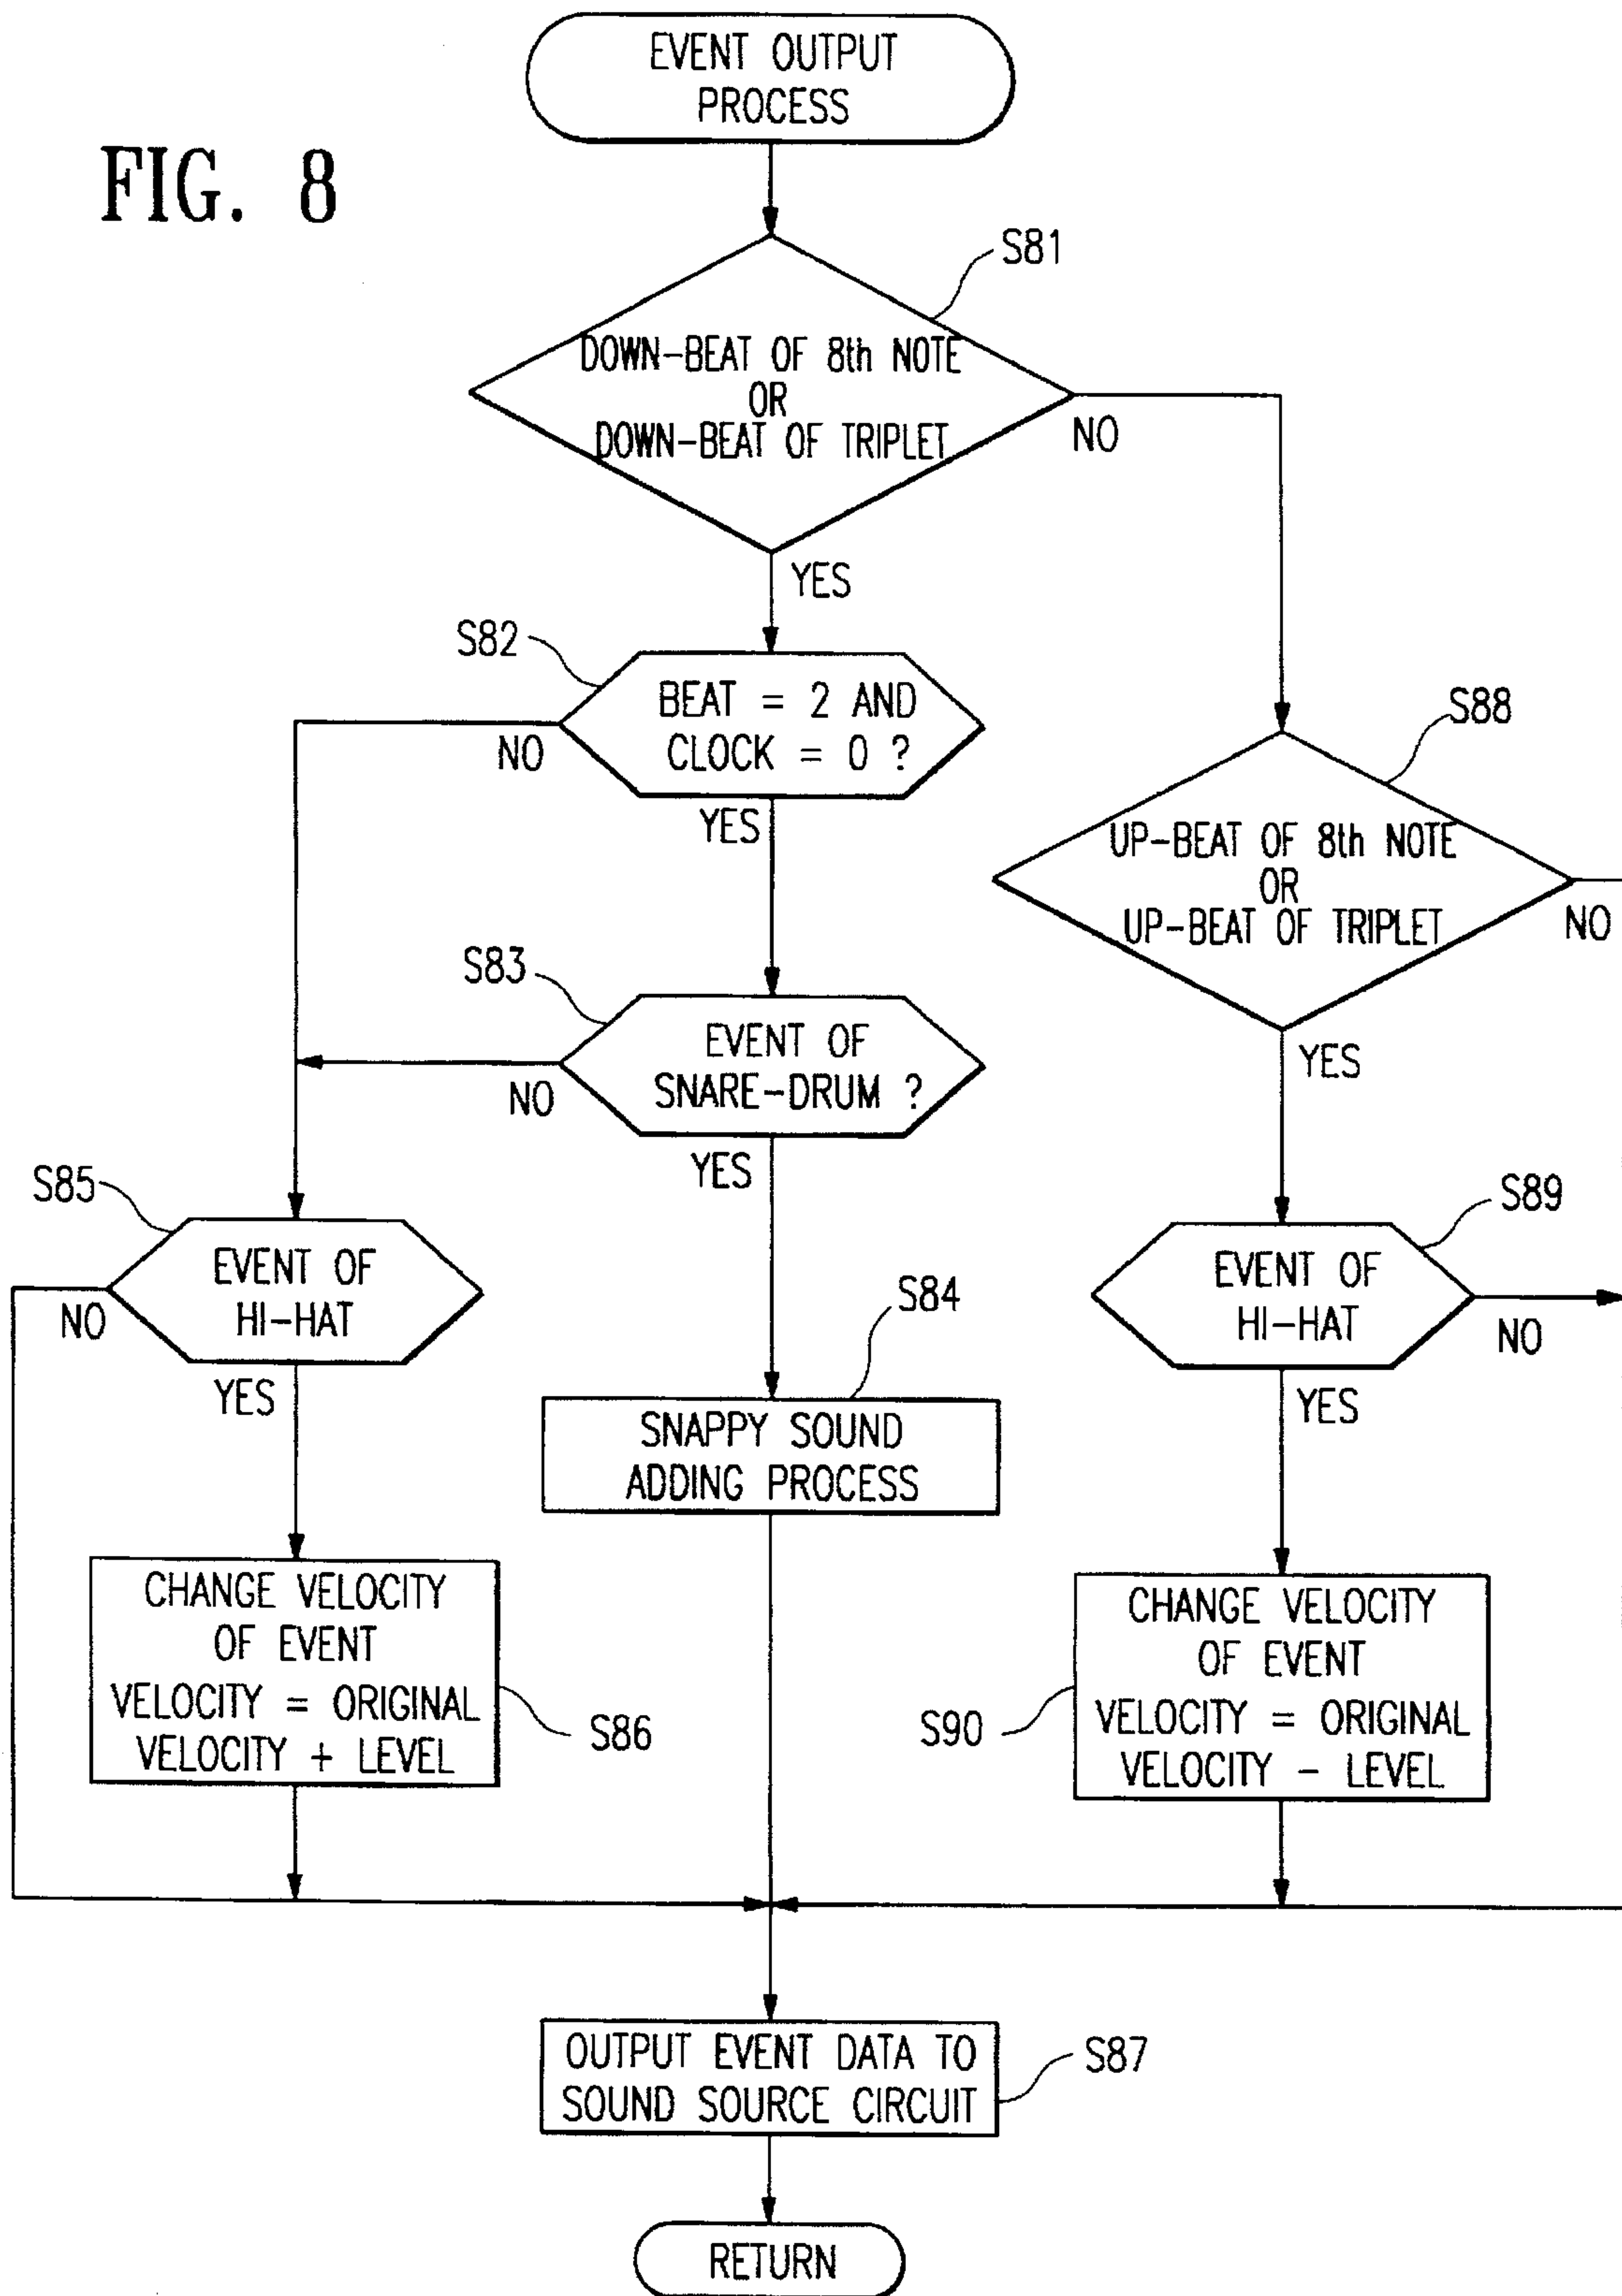 EVENT OUTPUT
PROCESS
FIG. 8
S81
DOWN-BEAT OF 8th NOTE
OR
DOWN-BEAT OF TRIPLET
NO
YES
S82
BEAT = 2 AND
CLOCK = 0 ?
NO
YES
S88
UP-BEAT OF 8th NOTE
OR
UP-BEAT OF TRIPLET
NO
YES
S83
EVENT OF
SNARE-DRUM ?
NO
YES
S85
EVENT OF
HI-HAT
NO
YES
S89
EVENT OF
HI-HAT
NO
YES
S84
SNAPPY SOUND
ADDING PROCESS
CHANGE VELOCITY
OF EVENT
VELOCITY = ORIGINAL
VELOCITY + LEVEL
S86
S90
CHANGE VELOCITY
OF EVENT
VELOCITY = ORIGINAL
VELOCITY - LEVEL
OUTPUT EVENT DATA TO
SOUND SOURCE CIRCUIT
S87
RETURN